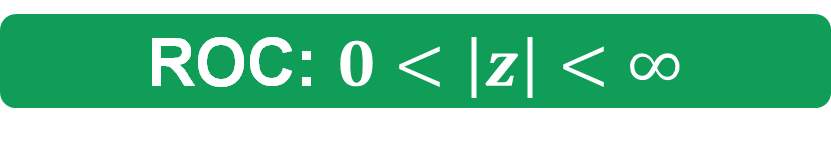 ROC: 0 < |z| < ∞